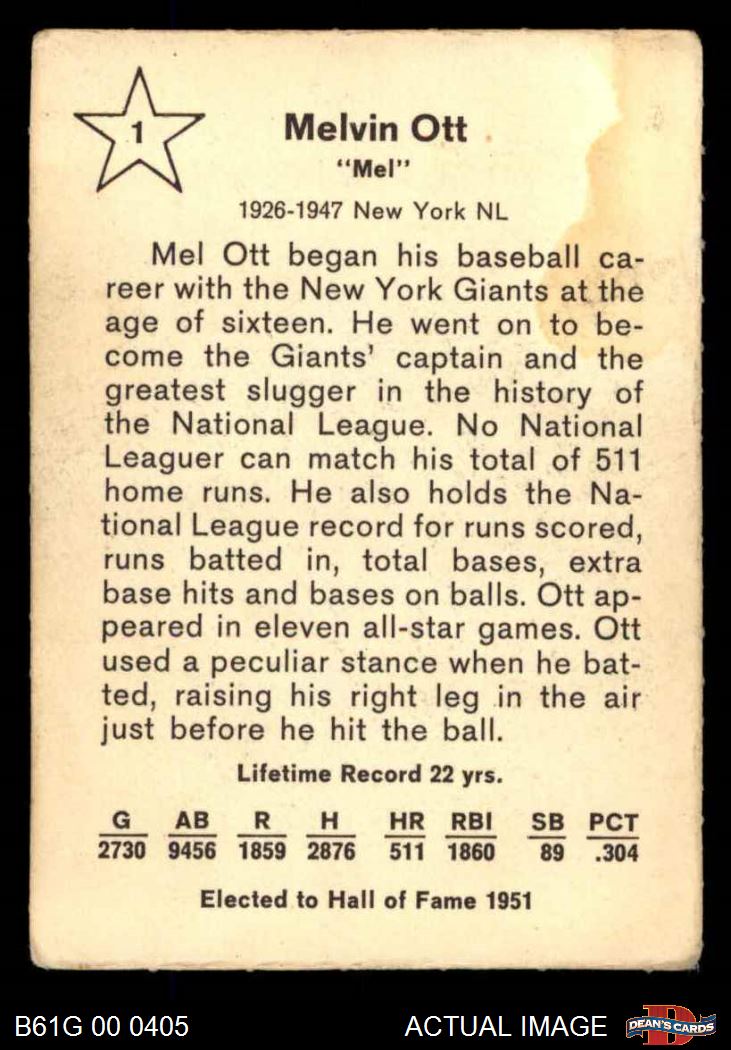 1
Melvin Ott
“Mel”
1926-1947 New York NL
Mel Ott began his baseball ca-
reer with the New York Giants at the
age of sixteen. He went on to be-
come the Giants’ captain and the
greatest slugger in the history of
the National League. No National
Leaguer can match his total of 511
home runs. He also holds the Na-
tional League record for runs scored,
runs batted in, total bases, extra
base hits and bases on balls. Ott ap-
peared in eleven all-star games. Ott
used a peculiar stance when he bat-
ted, raising his right leg in the air
just before he hit the ball.
Lifetime Record 22 yrs.
G AB R H HR RBI SB PCT
2730 9456 1859 2876 511 1860 89 .304
Elected to Hall of Fame 1951
B61G 00 0405 ACTUAL IMAGE DEAN'S CARDS